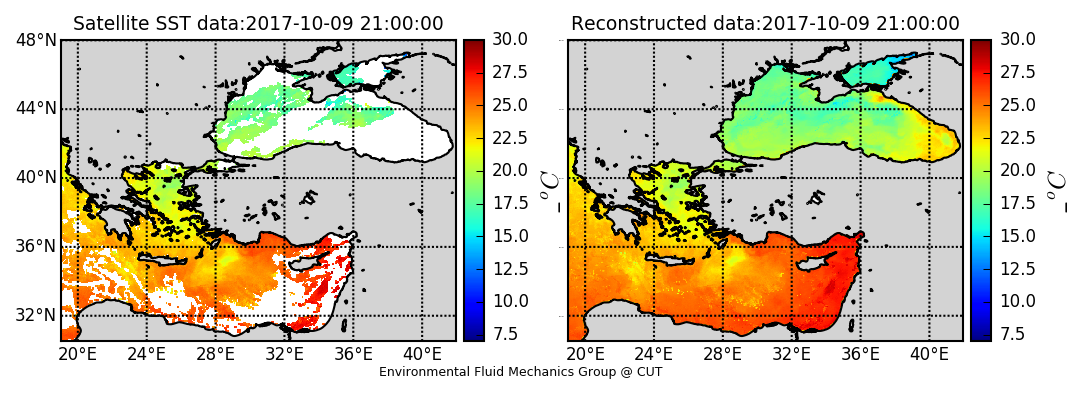 Satellite SST data:2017-10-09 21:00:00
48°N
44°N
40°N
36°N
32°N
20°E 24°E 28°E 32°E 36°E 40°E
30.0
27.5
25.0
22.5
20.0
17.5
15.0
12.5
10.0
7.5
_°C
Reconstructed data:2017-10-09 21:00:00
20°E 24°E 28°E 32°E 36°E 40°E
30.0
27.5
25.0
22.5
20.0
17.5
15.0
12.5
10.0
7.5
_°C
Environmental Fluid Mechanics Group @ CUT